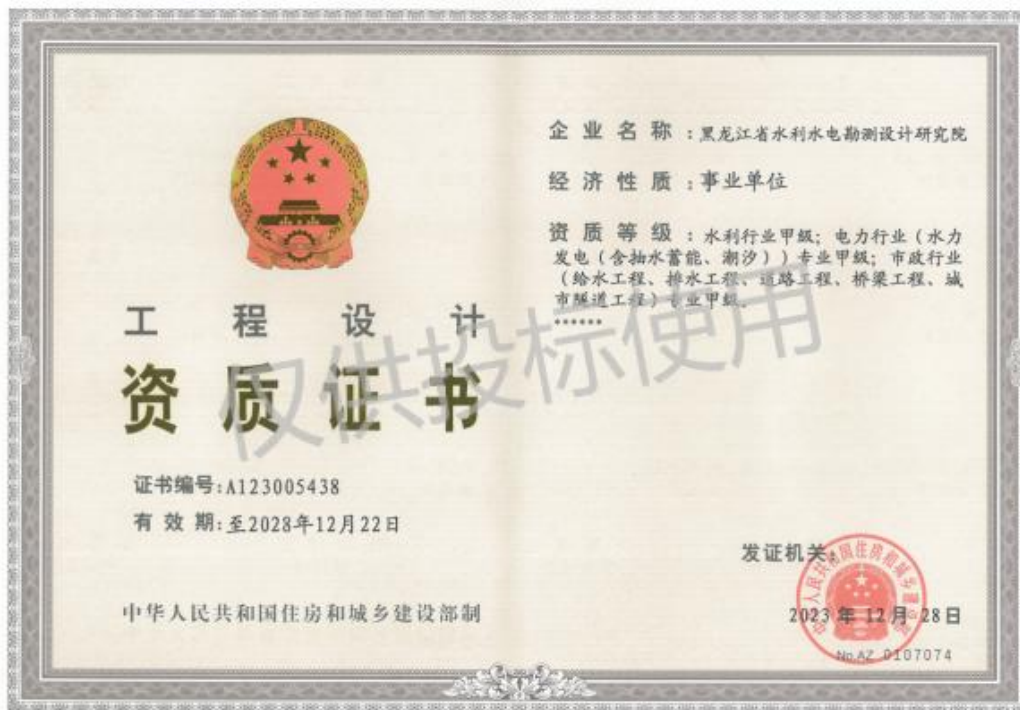 工程设计
资质证书
证书编号:A123005438
有效期:至2028年12月22日
中华人民共和国住房和城乡建设部制
企业名称:黑龙江省水利水电勘测设计研究院
经济性质:事业单位
资质等级:水利行业甲级;电力行业(水力
发电(含抽水蓄能、潮汐))专业甲级;市政行业
(给水工程、排水工程、道路工程、桥梁工程、城
市隧道工程)专业甲级。
******
仅供投标使用
发证机关:
2023年12月28日
No.AZ 0107074